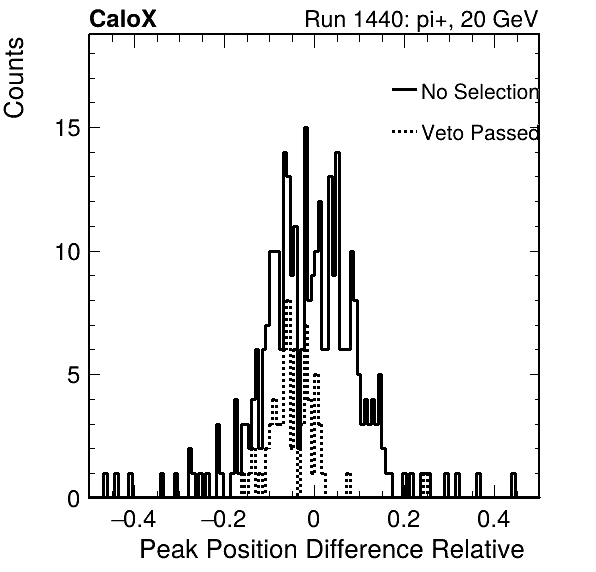 CaloX Run 1440: pi+, 20 GeV
Counts
No Selection
Veto Passed
15
10
5
0
−0.4 −0.2 0 0.2 0.4
Peak Position Difference Relative